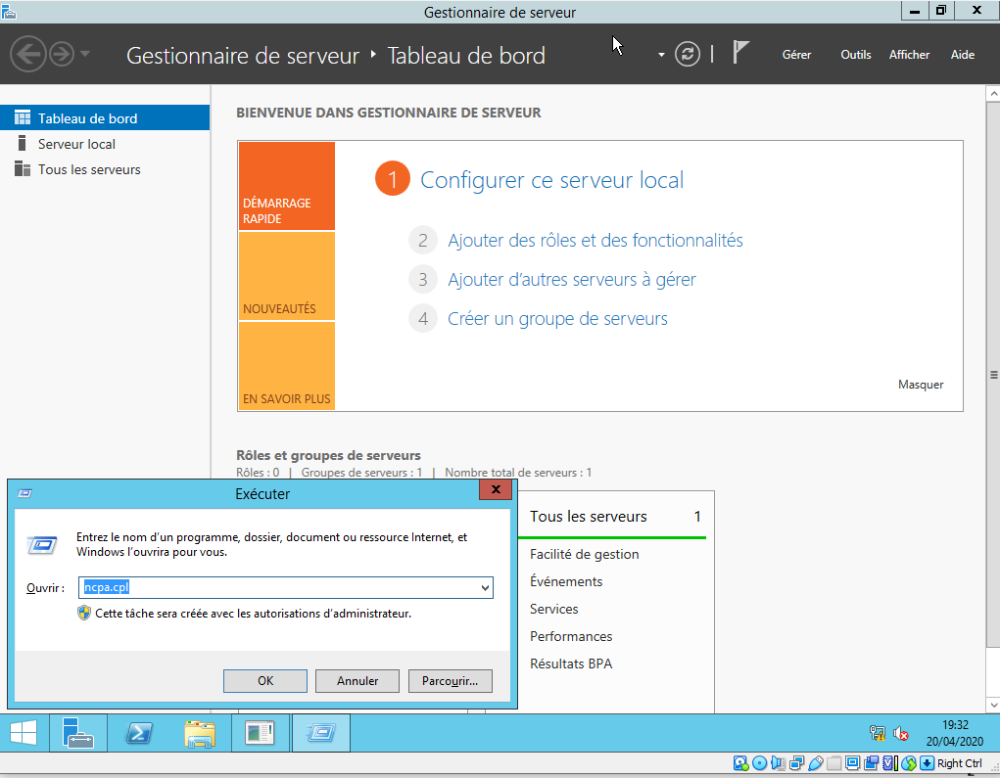 Gestionnaire de serveur
Gestionnaire de serveur ‣ Tableau de bord
Gérer Outils Afficher Aide
Tableau de bord
Serveur local
Tous les serveurs
BIENVENUE DANS GESTIONNAIRE DE SERVEUR
DÉMARRAGE
RAPIDE
NOUVEAUTÉS
EN SAVOIR PLUS
1 Configurer ce serveur local
2 Ajouter des rôles et des fonctionnalités
3 Ajouter d'autres serveurs à gérer
4 Créer un groupe de serveurs
Masquer
Rôles et groupes de serveurs
Rôles : 0 | Groupes de serveurs : 1 | Nombre total de serveurs : 1
Tous les serveurs 1
Facilité de gestion
Événements
Services
Performances
Résultats BPA
Exécuter
Entrez le nom d'un programme, dossier, document ou ressource Internet, et
Windows l'ouvrira pour vous.
Ouvrir : ncpa.cpl
Cette tâche sera créée avec les autorisations d'administrateur.
OK Annuler Parcourir...
19:32
20/04/2020
Right Ctrl